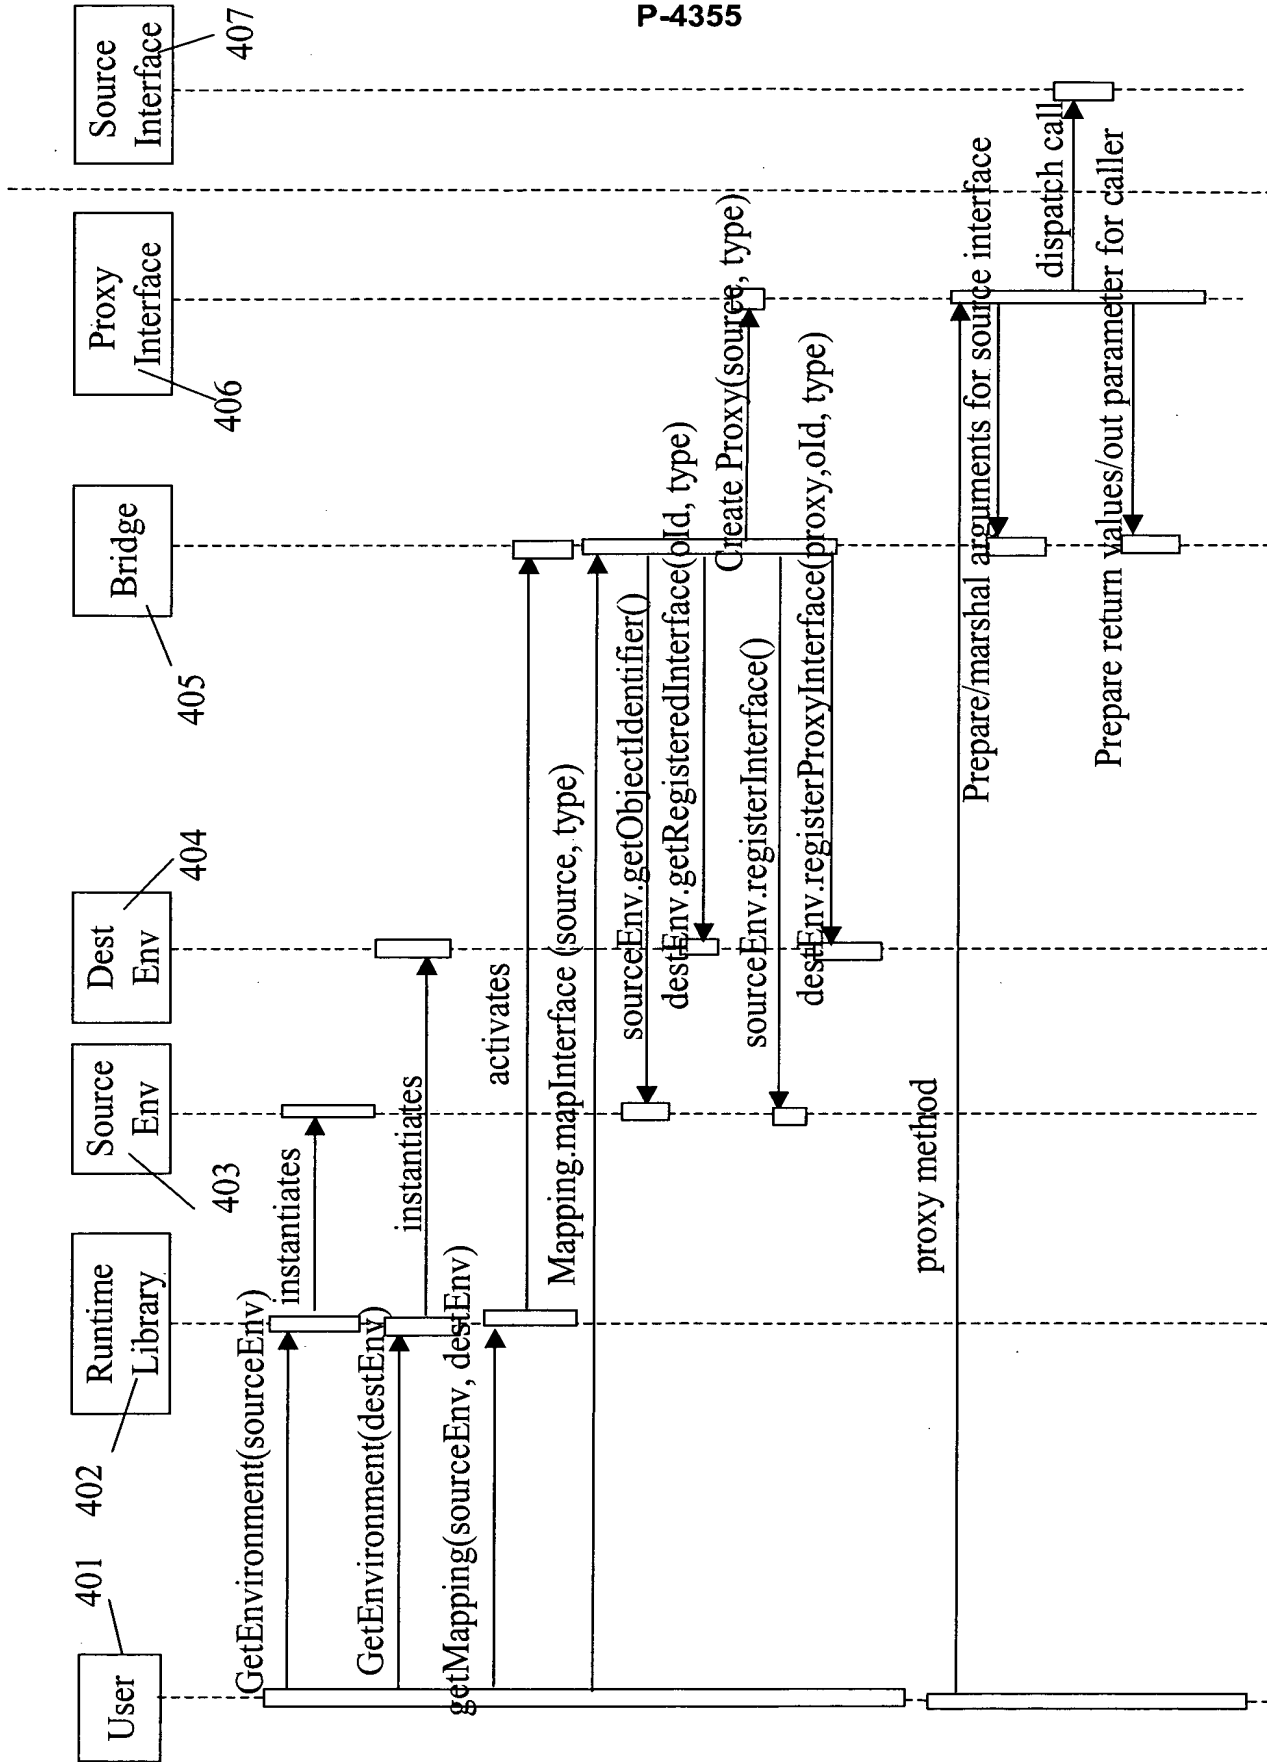 P-4355
User
401
Runtime
Library
402
Source
Env
403
Dest
Env
404
Bridge
405
Proxy
Interface
406
Source
Interface
407
GetEnvironment(sourceEnv)
instantiates
GetEnvironment(destEnv)
instantiates
getMapping(sourceEnv, destEnv)
activates
Mapping.mapInterface (source, type)
sourceEnv.getObjectIdentifier()
destEnv.getRegisteredInterface(oId, type)
Create Proxy(source, type)
sourceEnv.registerInterface()
destEnv.registerProxyInterface(proxy,oId, type)
proxy method
Prepare/marshal arguments for source interface
dispatch call
Prepare return values/out parameter for caller